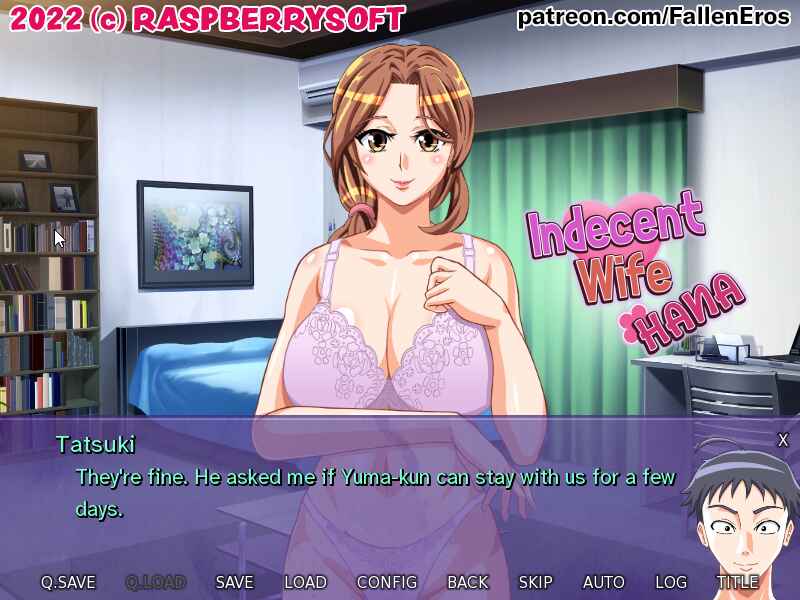 2022 (c) RASPBERRYSOFT
patreon.com/FallenEros
Indecent
Wife
HANA
Tatsuki
X
They're fine. He asked me if Yuma-kun can stay with us for a few
days.
Q.SAVE Q.LOAD SAVE LOAD CONFIG BACK SKIP AUTO LOG TITLE